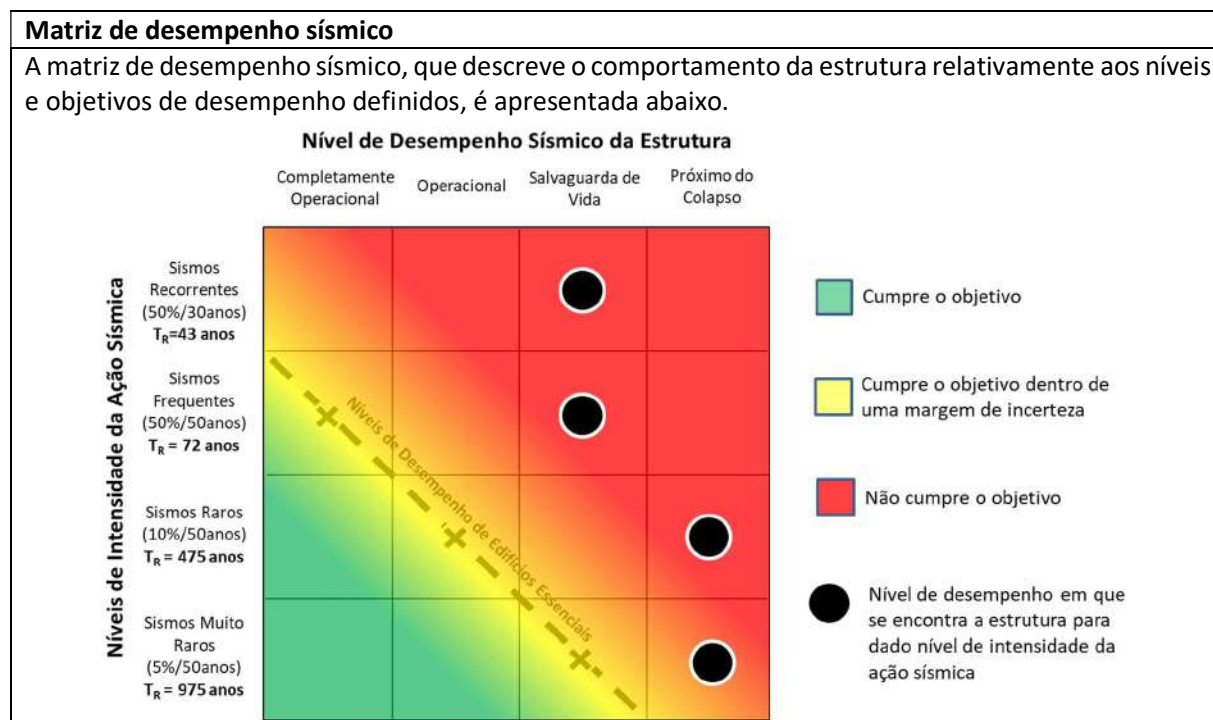 Matriz de desempenho sísmico
A matriz de desempenho sísmico, que descreve o comportamento da estrutura relativamente aos níveis
e objetivos de desempenho definidos, é apresentada abaixo.
Nível de Desempenho Sísmico da Estrutura
Completamente
Operacional
Operacional
Salvaguarda de
Vida
Próximo do
Colapso
Níveis de Intensidade da Ação Sísmica
Sismos
Recorrentes
(50%/30anos)
TR=43 anos
Sismos
Frequentes
(50%/50anos)
TR = 72 anos
Sismos Raros
(10%/50anos)
TR = 475 anos
Sismos Muito
Raros
(5%/50anos)
TR = 975 anos
Níveis de Desempenho de Edifícios Essenciais
Cumpre o objetivo
Cumpre o objetivo dentro de
uma margem de incerteza
Não cumpre o objetivo
Nível de desempenho em que
se encontra a estrutura para
dado nível de intensidade da
ação sísmica